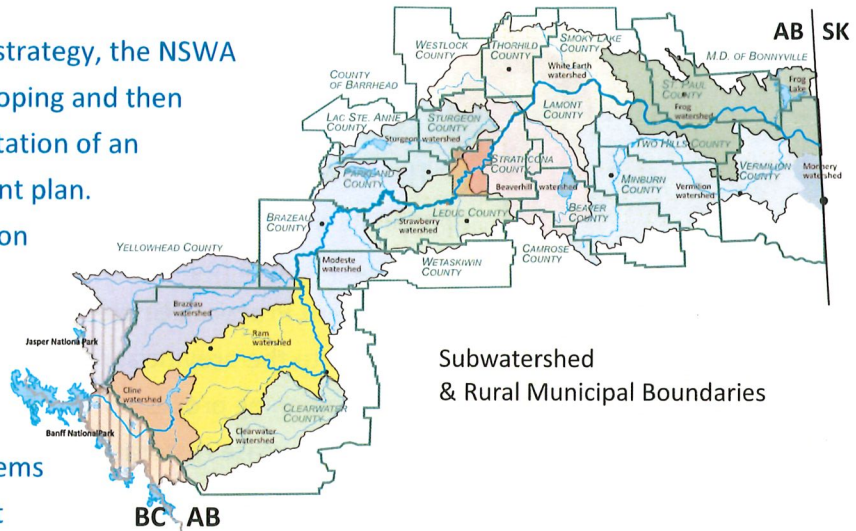 strategy, the NSWA
oping and then
tation of an
nt plan.
on
ems
t
AB SK
WESTLOCK
COUNTY
THORHILD
COUNTY
SMOKY LAKE
COUNTY
M.D. OF BONNYVILLE
White Earth
watershed
COUNTY
OF BARRHEAD
ST. PAUL
COUNTY
Frog
watershed
Frog
Lake
LAC STE. ANNE
COUNTY
STURGEON
COUNTY
Sturgeon watershed
LAMONT
COUNTY
TWO HILLS COUNTY
PARKLAND
COUNTY
STRATHCONA
COUNTY
Beaverhill watershed
MINBURN
COUNTY
Vermilion
watershed
VERMILION
COUNTY
Monnery
watershed
BRAZEAU
COUNTY
Strawberry
watershed
LEDUC COUNTY
BEAVER
COUNTY
YELLOWHEAD COUNTY
Modeste
watershed
WETASKIWIN
COUNTY
CAMROSE
COUNTY
Brazeau
watershed
Ram
watershed
Jasper National Park
Cline
watershed
CLEARWATER
COUNTY
Clearwater
watershed
Banff NationalPark
Subwatershed
& Rural Municipal Boundaries
BC AB